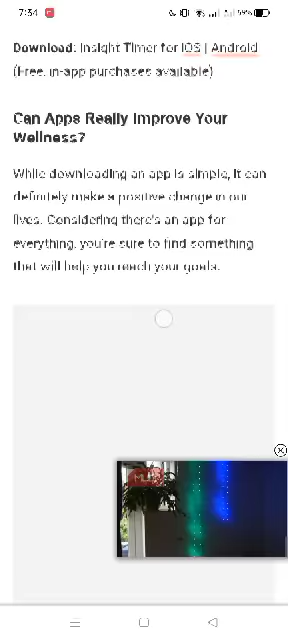 7:34
59%
Download: Insight Timer for iOS | Android
(Free, in-app purchases available)
Can Apps Really Improve Your
Wellness?
While downloading an app is simple, it can
definitely make a positive change in our
lives. Considering there's an app for
everything, you're sure to find something
that will help you reach your goals.